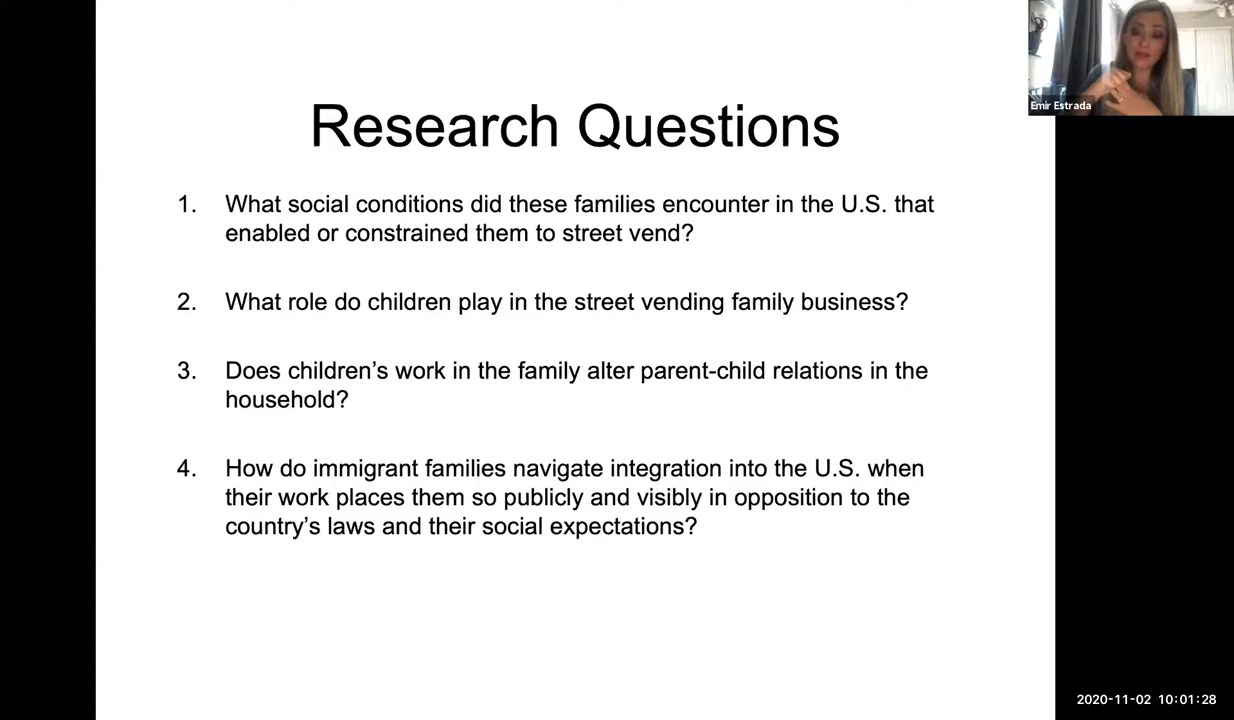 Research Questions
1. What social conditions did these families encounter in the U.S. that
enabled or constrained them to street vend?
2. What role do children play in the street vending family business?
3. Does children’s work in the family alter parent-child relations in the
household?
4. How do immigrant families navigate integration into the U.S. when
their work places them so publicly and visibly in opposition to the
country’s laws and their social expectations?
Emir Estrada
2020-11-02 10:01:28